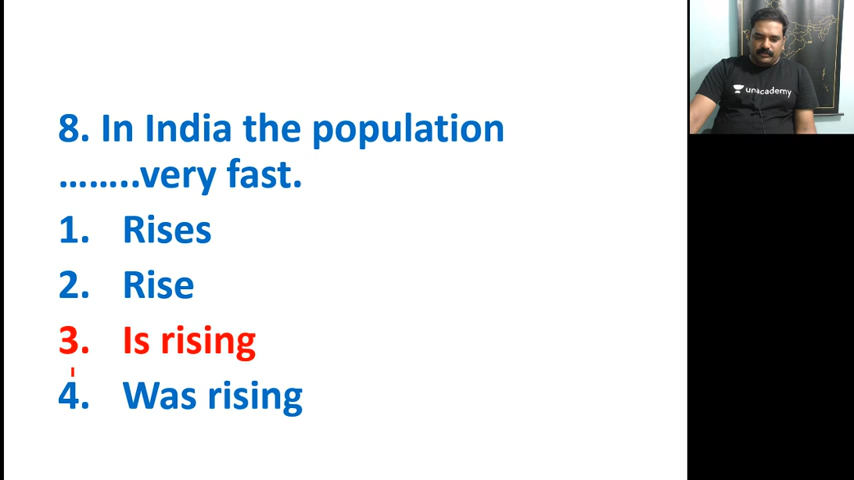 8. In India the population
……..very fast.
1. Rises
2. Rise
3. Is rising
4. Was rising
unacademy